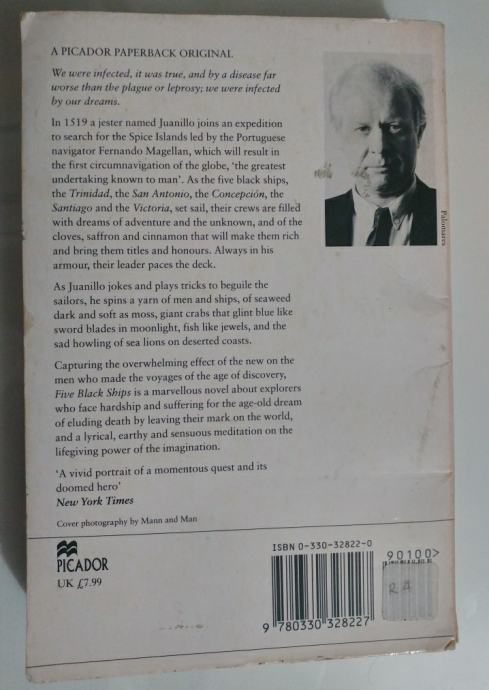 A PICADOR PAPERBACK ORIGINAL
We were infected, it was true, and by a disease far
worse than the plague or leprosy; we were infected
by our dreams.
In 1519 a jester named Juanillo joins an expedition
to search for the Spice Islands led by the Portuguese
navigator Fernando Magellan, which will result in
the first circumnavigation of the globe, ‘the greatest
undertaking known to man’. As the five black ships,
the Trinidad, the San Antonio, the Concepción, the
Santiago and the Victoria, set sail, their crews are filled
with dreams of adventure and the unknown, and of the
cloves, saffron and cinnamon that will make them rich
and bring them titles and honours. Always in his
armour, their leader paces the deck.
As Juanillo jokes and plays tricks to beguile the
sailors, he spins a yarn of men and ships, of seaweed
dark and soft as moss, giant crabs that glint blue like
sword blades in moonlight, fish like jewels, and the
sad howling of sea lions on deserted coasts.
Capturing the overwhelming effect of the new on the
men who made the voyages of the age of discovery,
Five Black Ships is a marvellous novel about explorers
who face hardship and suffering for the age-old dream
of eluding death by leaving their mark on the world,
and a lyrical, earthy and sensuous meditation on the
lifegiving power of the imagination.
‘A vivid portrait of a momentous quest and its
doomed hero’
New York Times
Cover photography by Mann and Man
Palomares
PICADOR
UK £7.99
ISBN 0-330-32822-0
90100>
R A
9 780330 328227